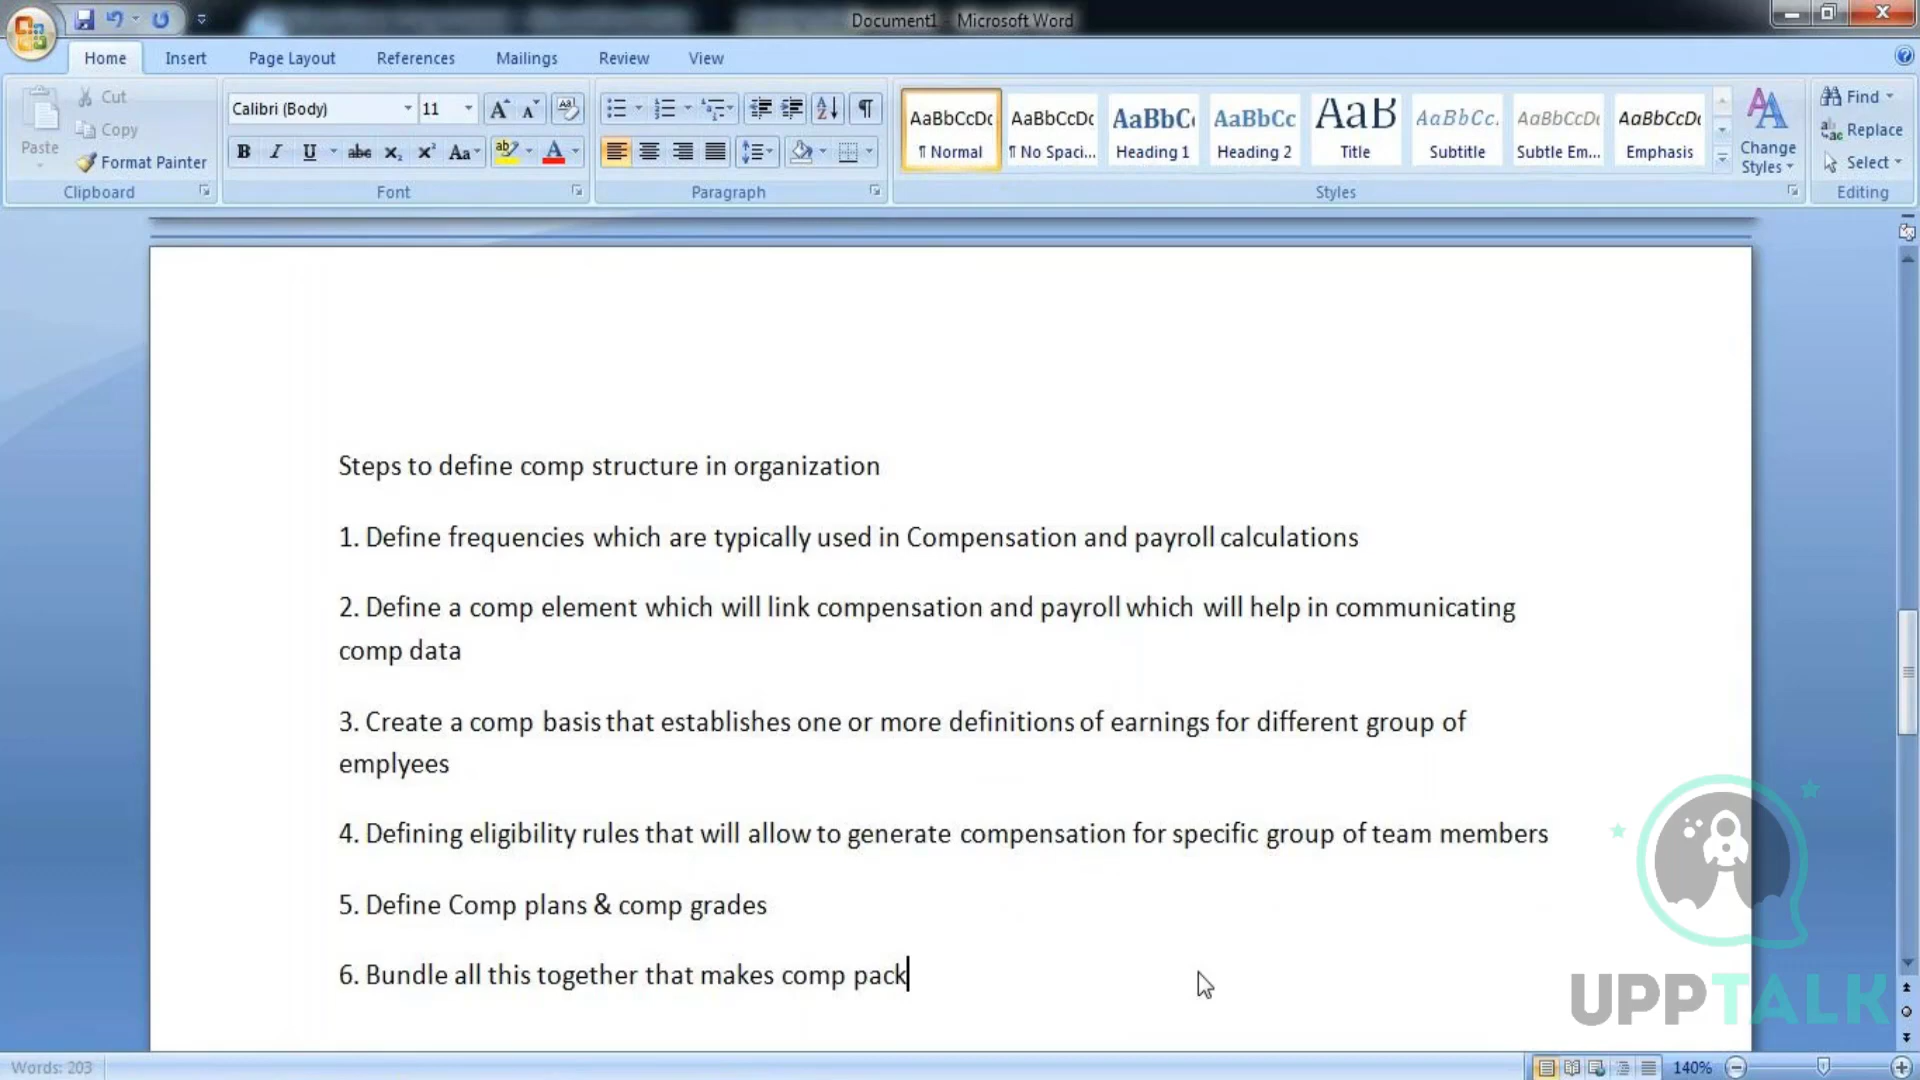 Document1 - Microsoft Word
Home Insert Page Layout References Mailings Review View
Paste
Cut
Copy
Format Painter
Clipboard
Calibri (Body) 11
Font
Paragraph
AaBbCcDc AaBbCcDc AaBbC AaBbCc AaB AaBbCc. AaBbCcDc AaBbCcDc
¶ Normal ¶ No Spaci... Heading 1 Heading 2 Title Subtitle Subtle Em... Emphasis
Change
Styles
Styles
Find
Replace
Select
Editing
Steps to define comp structure in organization
1. Define frequencies which are typically used in Compensation and payroll calculations
2. Define a comp element which will link compensation and payroll which will help in communicating
comp data
3. Create a comp basis that establishes one or more definitions of earnings for different group of
emplyees
4. Defining eligibility rules that will allow to generate compensation for specific group of team members
5. Define Comp plans & comp grades
6. Bundle all this together that makes comp pack
UPPTALK
Words: 203
140%